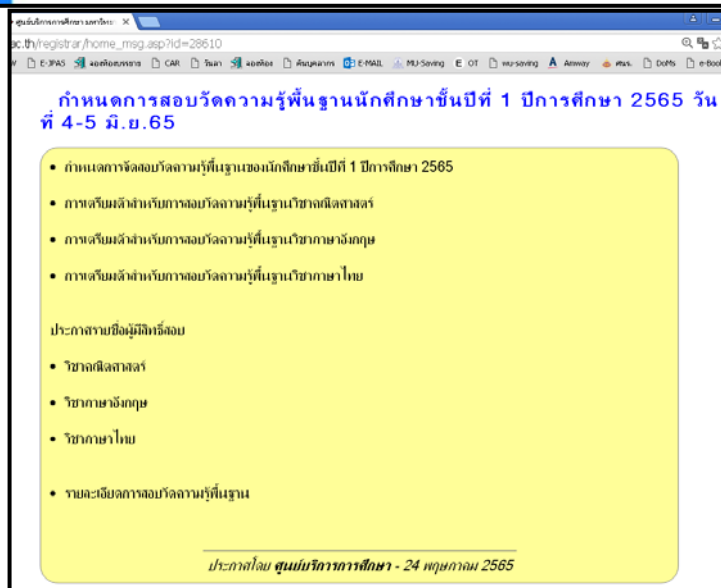 ศูนย์บริการการศึกษา มหาวิทย
ac.th/registrar/home_msg.asp?id=28610
E-JPAS CAR วันลา E-MAIL MU-Saving E OT wu-saving Amway ศนร. DoMS e-Bool
กำหนดการสอบวัดความรู้พื้นฐานนักศึกษาชั้นปีที่ 1 ปีการศึกษา 2565 วัน
ที่ 4-5 มิ.ย.65
• กำหนดการจัดสอบวัดความรู้พื้นฐานของนักศึกษาชั้นปีที่ 1 ปีการศึกษา 2565
• การเตรียมตัวสำหรับการสอบวัดความรู้พื้นฐานวิชาคณิตศาสตร์
• การเตรียมตัวสำหรับการสอบวัดความรู้พื้นฐานวิชาภาษาอังกฤษ
• การเตรียมตัวสำหรับการสอบวัดความรู้พื้นฐานวิชาภาษาไทย
ประกาศรายชื่อผู้มีสิทธิ์สอบ
• วิชาคณิตศาสตร์
• วิชาภาษาอังกฤษ
• วิชาภาษาไทย
• รายละเอียดการสอบวัดความรู้พื้นฐาน
ประกาศโดย ศูนย์บริการการศึกษา - 24 พฤษภาคม 2565